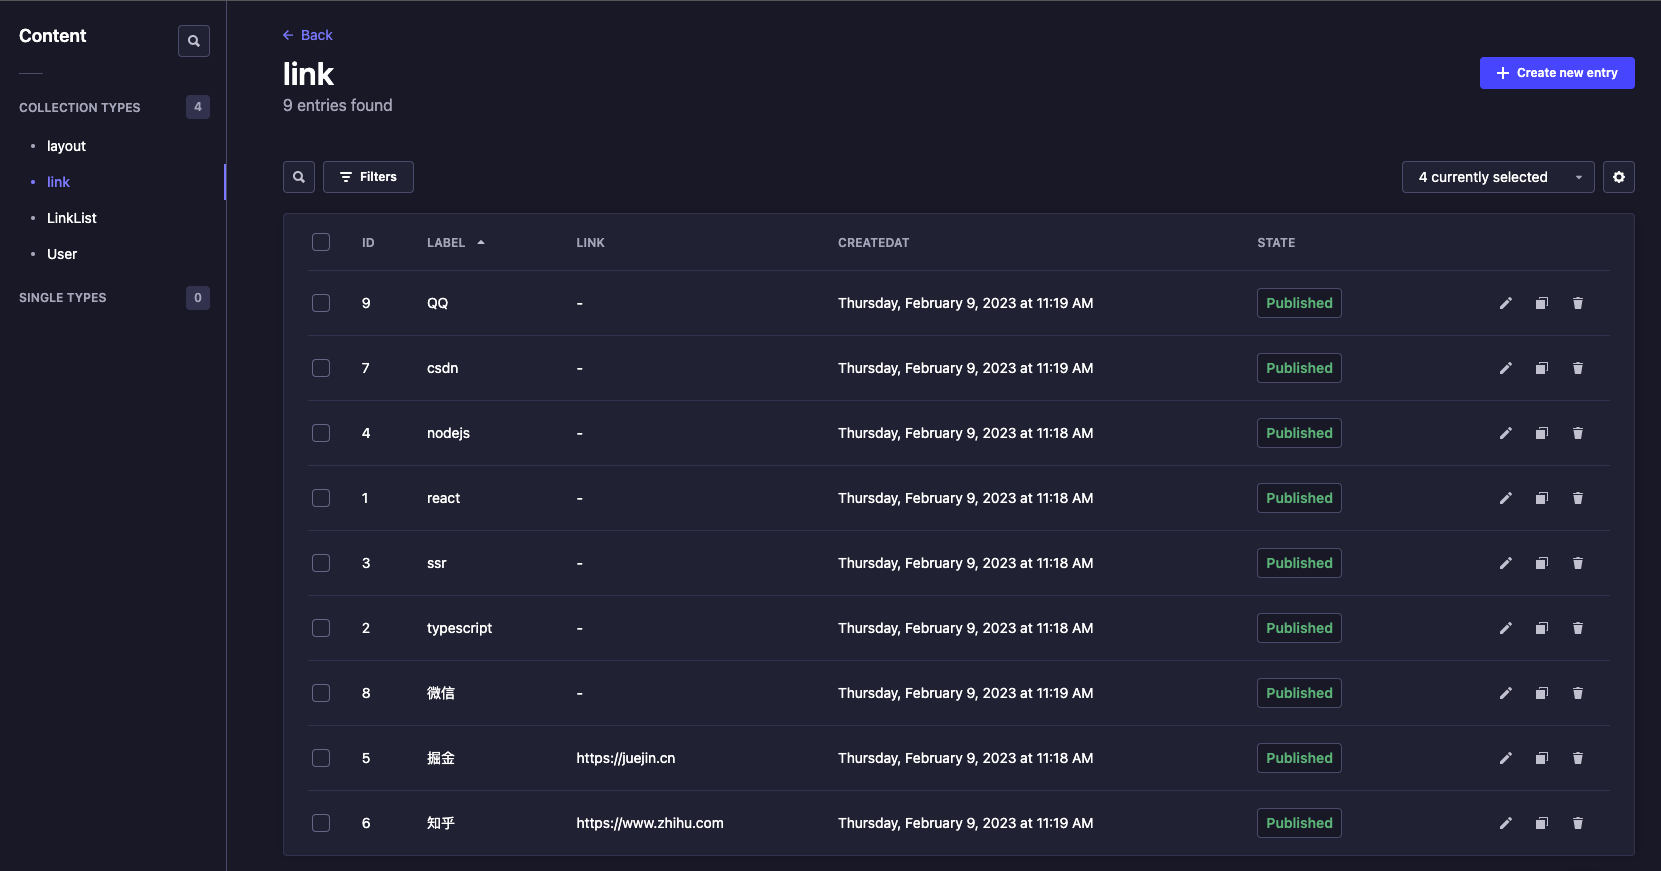 Content
COLLECTION TYPES 4
layout
link
LinkList
User
SINGLE TYPES 0
Back
link
9 entries found
Create new entry
Filters
4 currently selected
ID LABEL LINK CREATEDAT STATE
9 QQ - Thursday, February 9, 2023 at 11:19 AM Published
7 csdn - Thursday, February 9, 2023 at 11:19 AM Published
4 nodejs - Thursday, February 9, 2023 at 11:18 AM Published
1 react - Thursday, February 9, 2023 at 11:18 AM Published
3 ssr - Thursday, February 9, 2023 at 11:18 AM Published
2 typescript - Thursday, February 9, 2023 at 11:18 AM Published
8 微信 - Thursday, February 9, 2023 at 11:19 AM Published
5 掘金 https://juejin.cn Thursday, February 9, 2023 at 11:18 AM Published
6 知乎 https://www.zhihu.com Thursday, February 9, 2023 at 11:19 AM Published